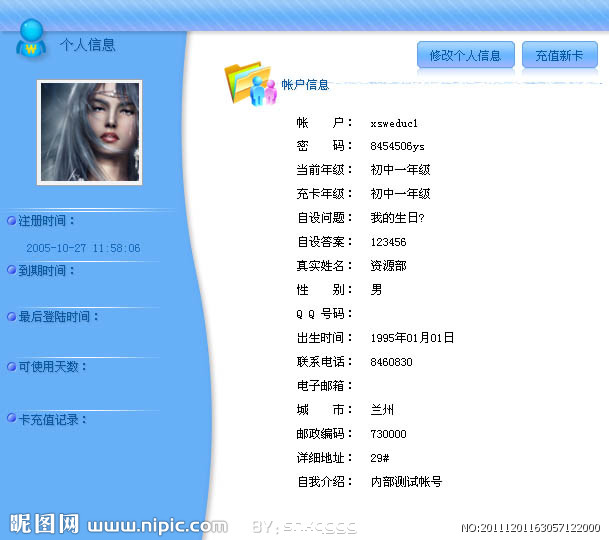 个人信息
修改个人信息
充值新卡
帐户信息
帐 户： xsweduc1
密 码： 8454506ys
当前年级： 初中一年级
充卡年级： 初中一年级
自设问题： 我的生日?
自设答案： 123456
真实姓名： 资源部
性 别： 男
Q Q 号码：
出生时间： 1995年01月01日
联系电话： 8460830
电子邮箱：
城 市： 兰州
邮政编码： 730000
详细地址： 29#
自我介绍： 内部测试帐号
注册时间：
2005-10-27 11:58:06
到期时间：
最后登陆时间：
可使用天数：
卡充值记录：
昵图网 www.nipic.com
NO:20111201163057122000